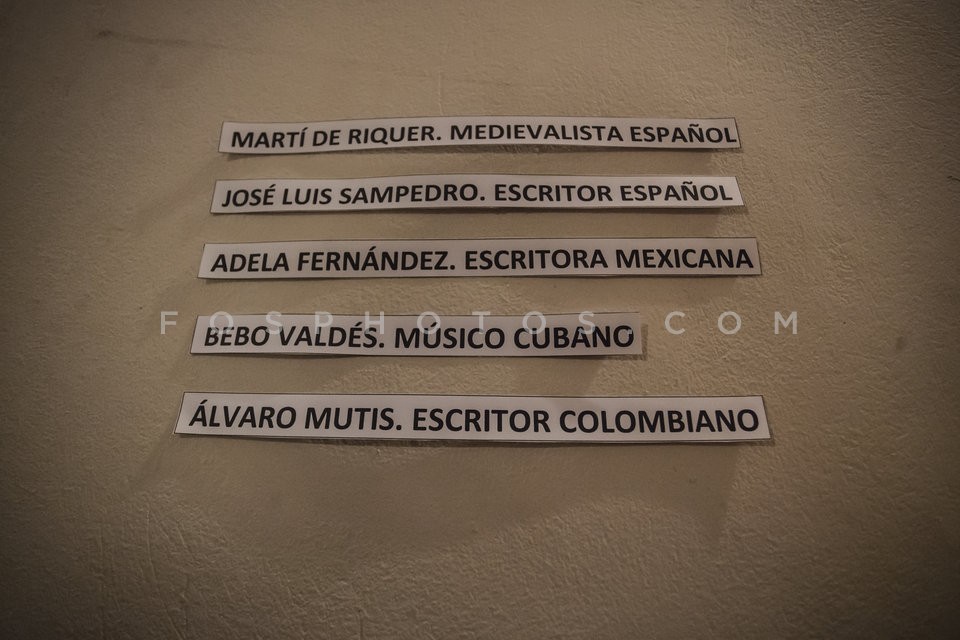 MARTÍ DE RIQUER. MEDIEVALISTA ESPAÑOL
JOSÉ LUIS SAMPEDRO. ESCRITOR ESPAÑOL
ADELA FERNÁNDEZ. ESCRITORA MEXICANA
FOSPHOTOS.COM
BEBO VALDÉS. MÚSICO CUBANO
ÁLVARO MUTIS. ESCRITOR COLOMBIANO